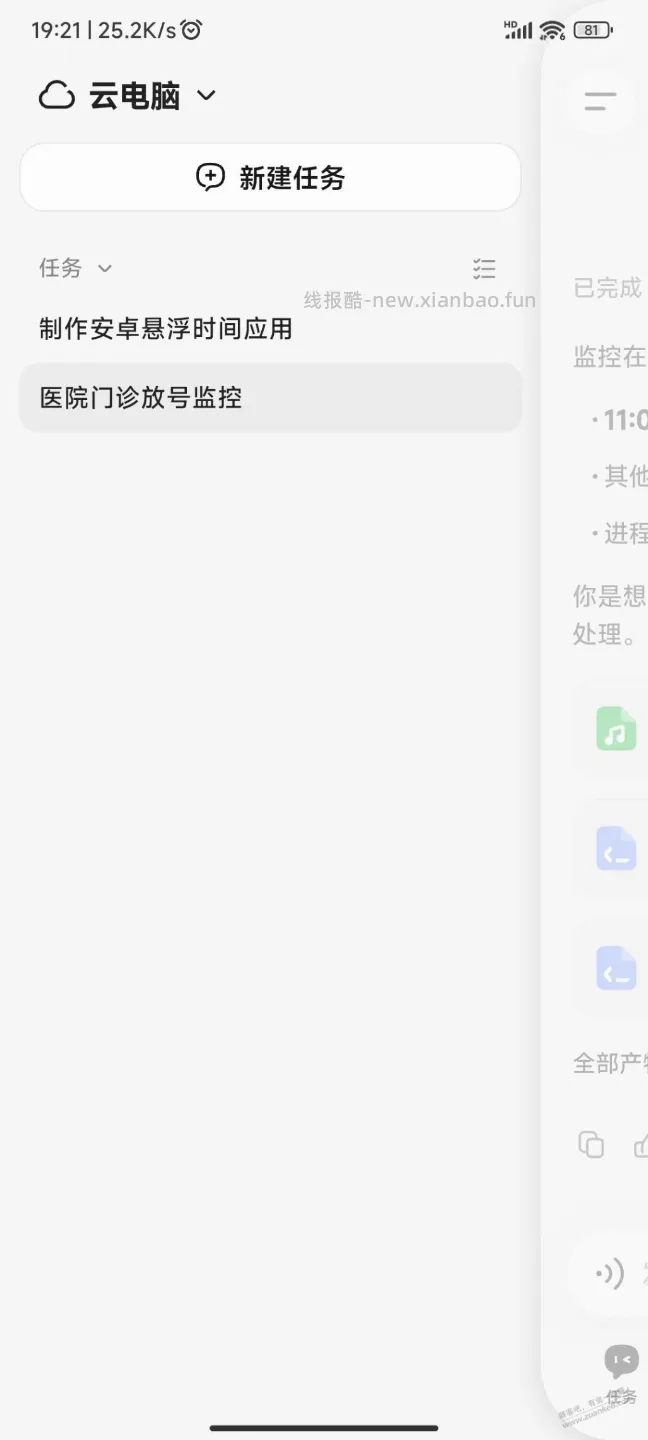 19:21 | 25.2K/s
HD
6
81
云电脑
新建任务
任务
线报酷-new.xianbao.fun
制作安卓悬浮时间应用
医院门诊放号监控
已完成
监控在
·11:0
·其他
·进程
你是想
处理。
全部产物
任务